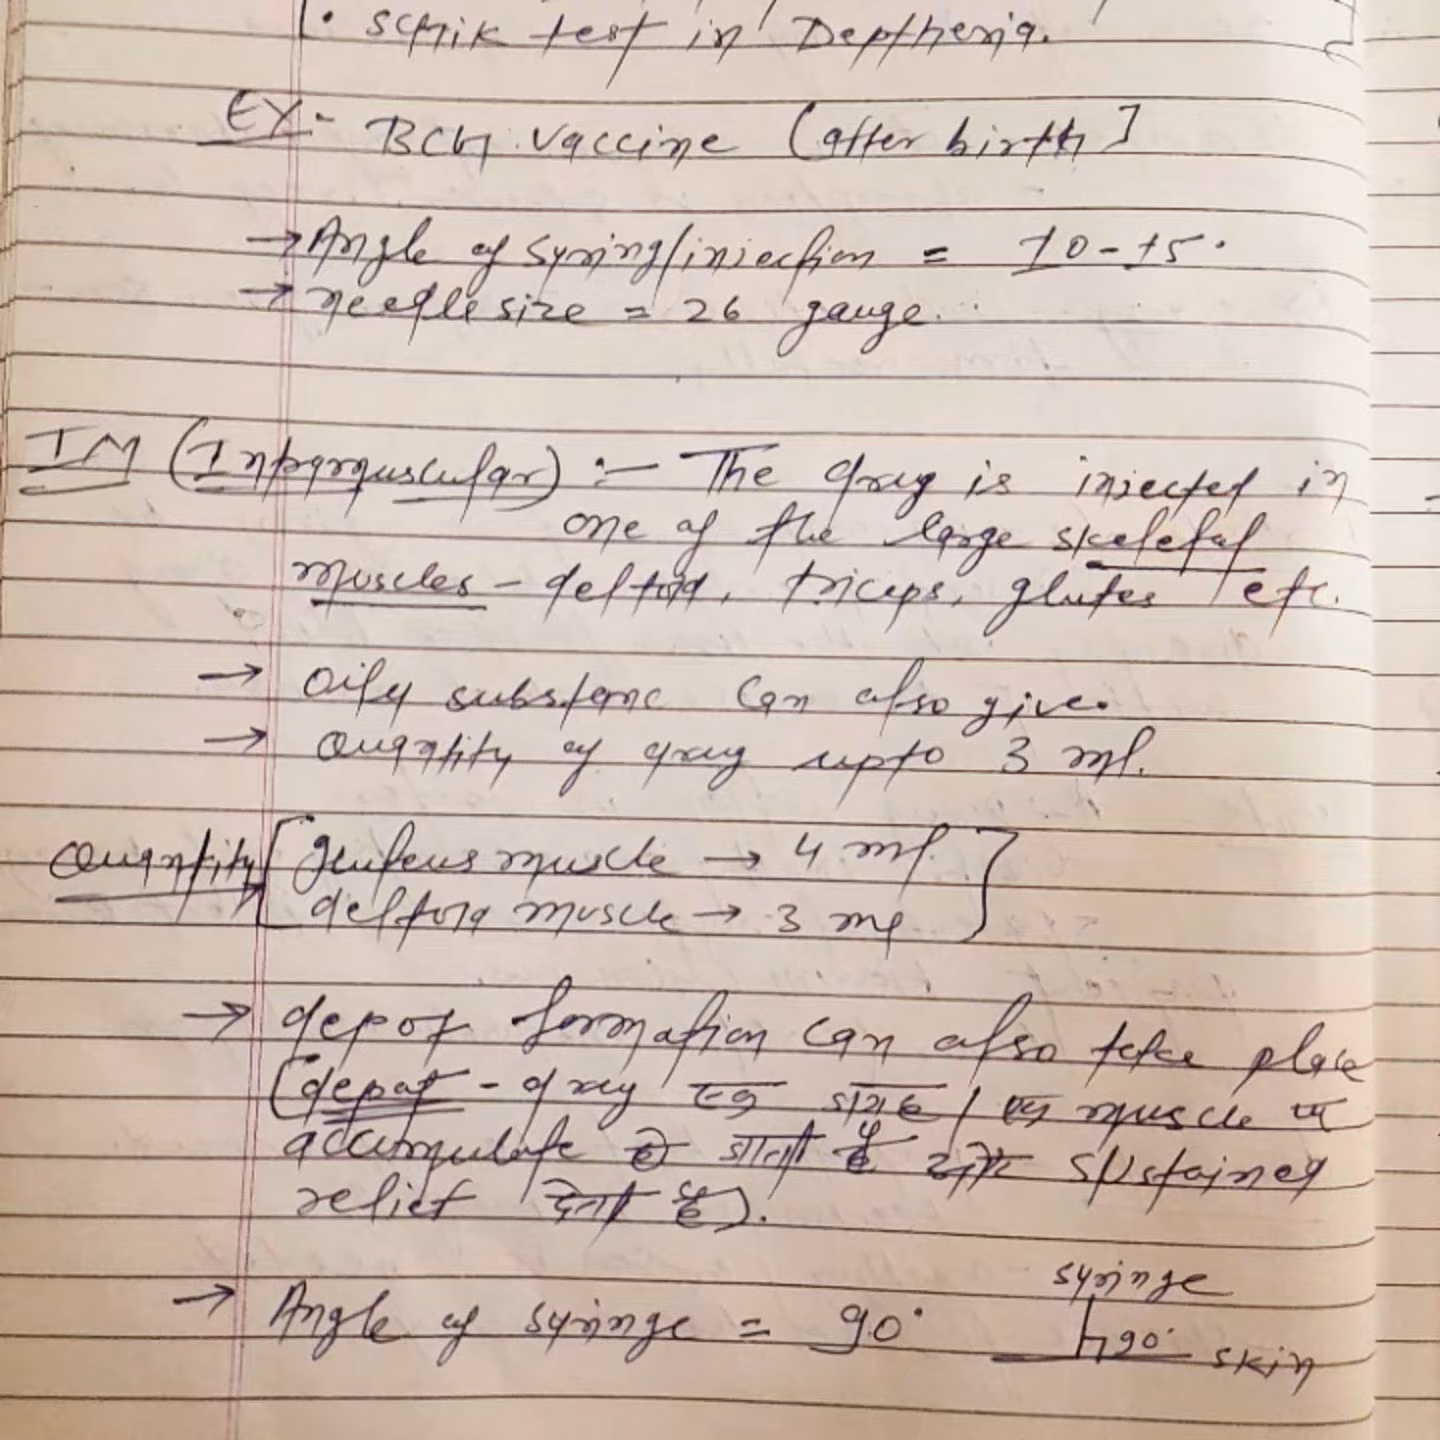 • Schik test in Deptheria.
EX:- BCG vaccine (after birth]
→ Angle of syring/injection = 10-15°
→ needle size = 26 gauge.
IM (Intramuscular) :- The drug is injected in
one of the large skeletal
muscles - deltoid, triceps, glutes etc.
→ Oily substanc can also give.
→ Quantity of drug upto 3 ml.
Quantity [ gluteus muscle → 4 ml. ]
deltoid muscle → 3 ml
→ depot formation can also take place
(depot - drug एक muscle में
accumulate हो जाती है और sustained
relief देती है).
→ Angle of syringe = 90°
syringe
90°
skin